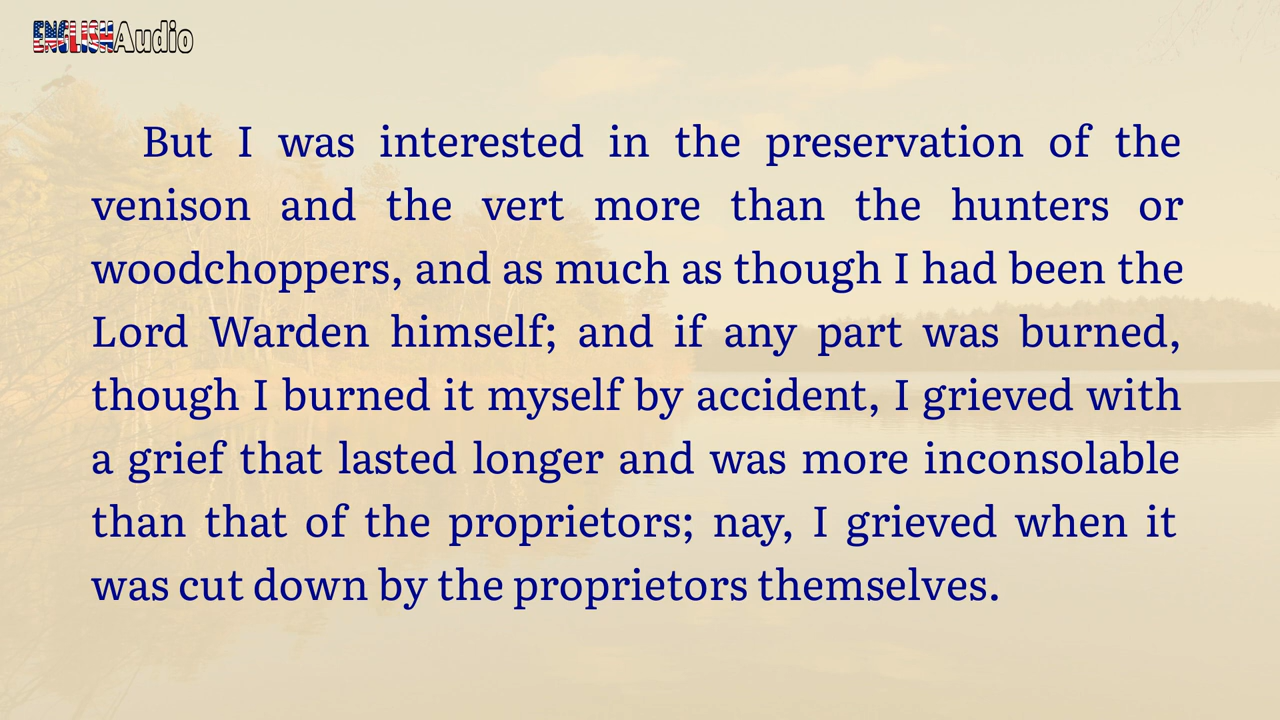 ENGLISHAudio
But I was interested in the preservation of the
venison and the vert more than the hunters or
woodchoppers, and as much as though I had been the
Lord Warden himself; and if any part was burned,
though I burned it myself by accident, I grieved with
a grief that lasted longer and was more inconsolable
than that of the proprietors; nay, I grieved when it
was cut down by the proprietors themselves.